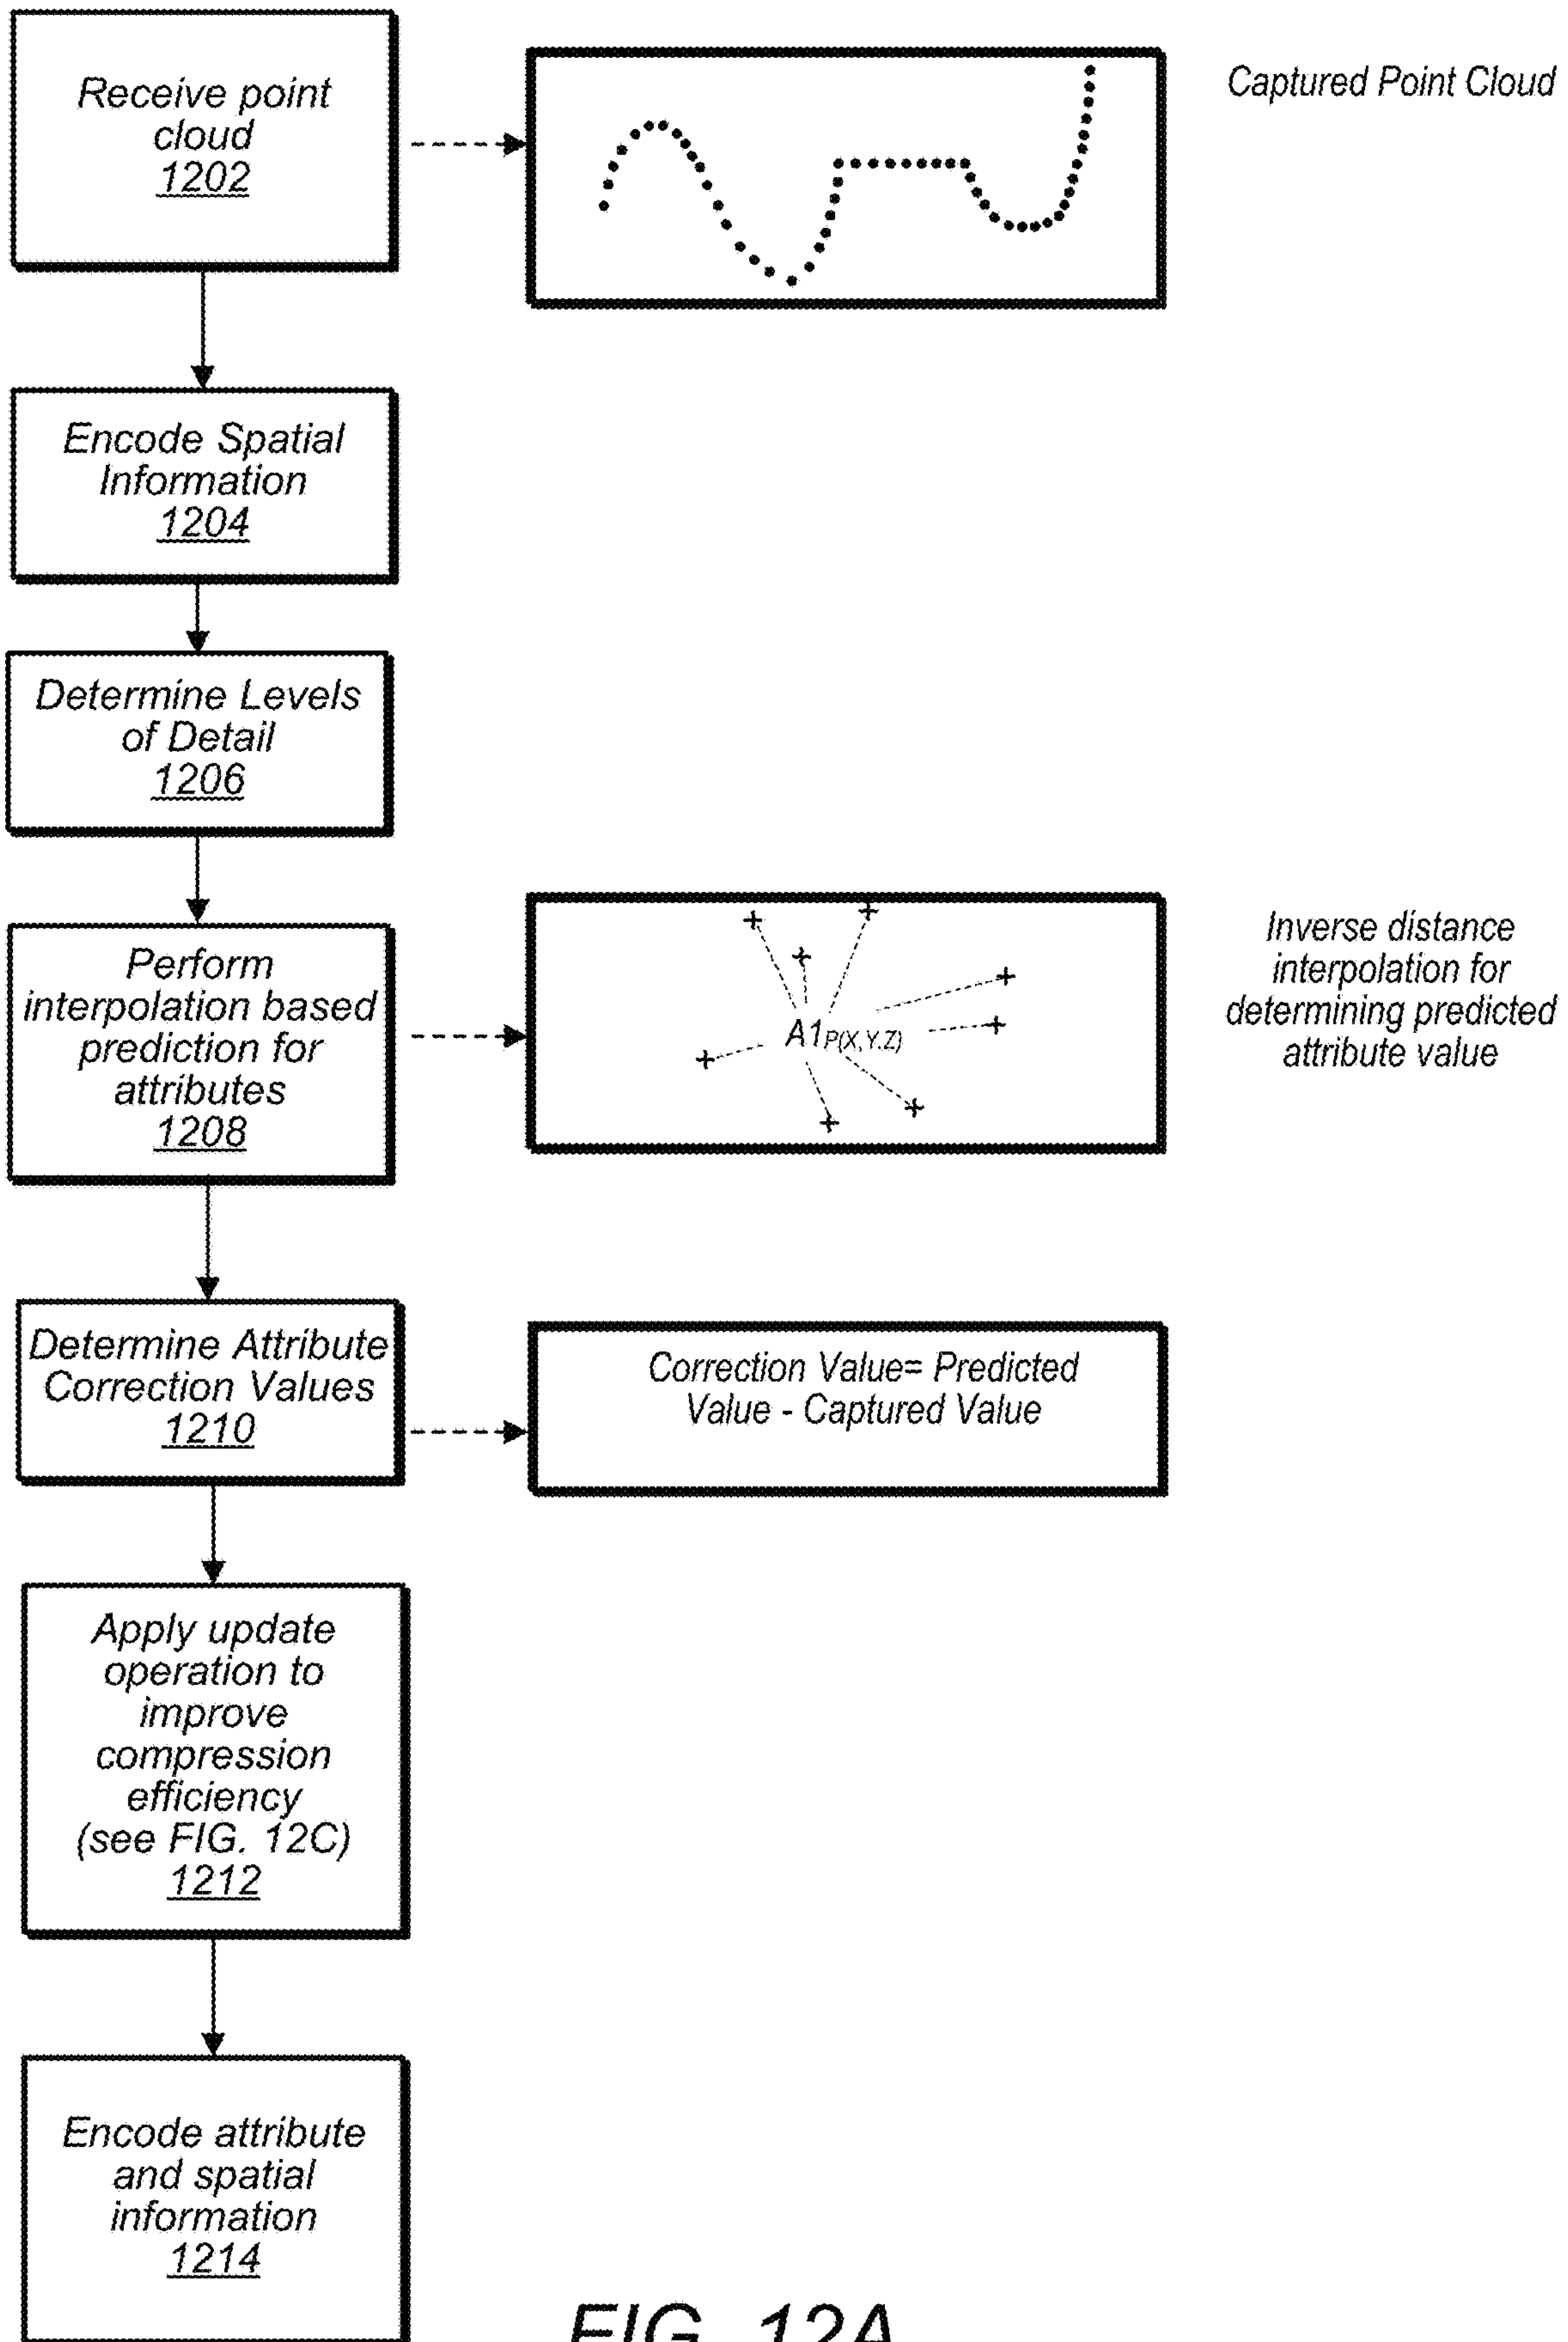 Receive point
cloud
1202
Captured Point Cloud
Encode Spatial
Information
1204
Determine Levels
of Detail
1206
Perform
interpolation based
prediction for
attributes
1208
A1P(X,Y.Z)
Inverse distance
interpolation for
determining predicted
attribute value
Determine Attribute
Correction Values
1210
Correction Value= Predicted
Value - Captured Value
Apply update
operation to
improve
compression
efficiency
(see FIG. 12C)
1212
Encode attribute
and spatial
information
1214
FIG. 12A